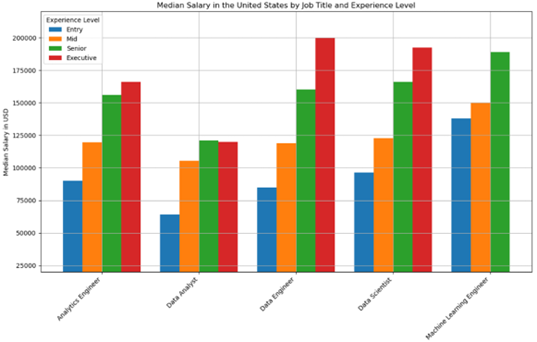 Median Salary in the United States by Job Title and Experience Level
Experience Level
Entry
Mid
Senior
Executive
Median Salary in USD
200000
175000
150000
125000
100000
75000
50000
25000
Analytics Engineer
Data Analyst
Data Engineer
Data Scientist
Machine Learning Engineer